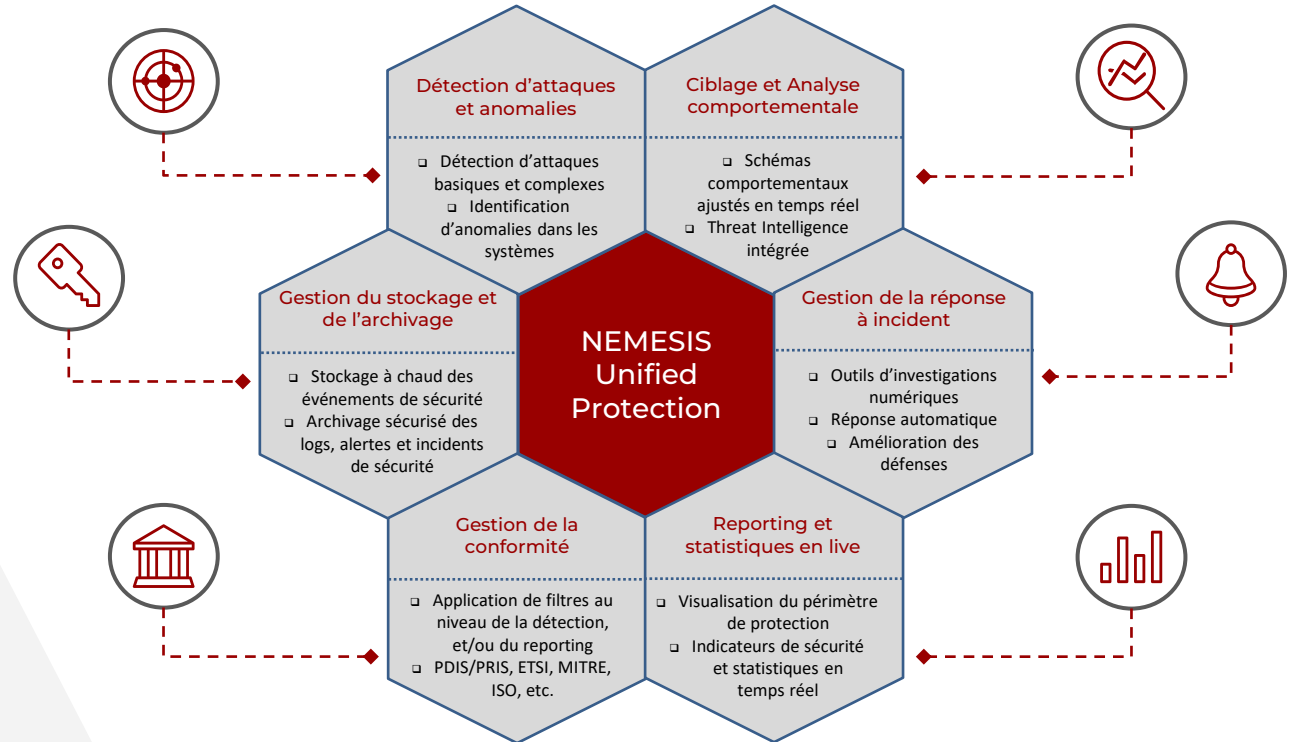 Détection d'attaques
et anomalies
❑ Détection d'attaques
basiques et complexes
❑ Identification
d'anomalies dans les
systèmes
Ciblage et Analyse
comportementale
❑ Schémas
comportementaux
ajustés en temps réel
❑ Threat Intelligence
intégrée
Gestion du stockage et
de l'archivage
❑ Stockage à chaud des
événements de sécurité
❑ Archivage sécurisé des
logs, alertes et incidents
de sécurité
NEMESIS
Unified
Protection
Gestion de la réponse
à incident
❑ Outils d'investigations
numériques
❑ Réponse automatique
❑ Amélioration des
défenses
Gestion de la
conformité
❑ Application de filtres au
niveau de la détection,
et/ou du reporting
❑ PDIS/PRIS, ETSI, MITRE,
ISO, etc.
Reporting et
statistiques en live
❑ Visualisation du périmètre
de protection
❑ Indicateurs de sécurité
et statistiques en
temps réel